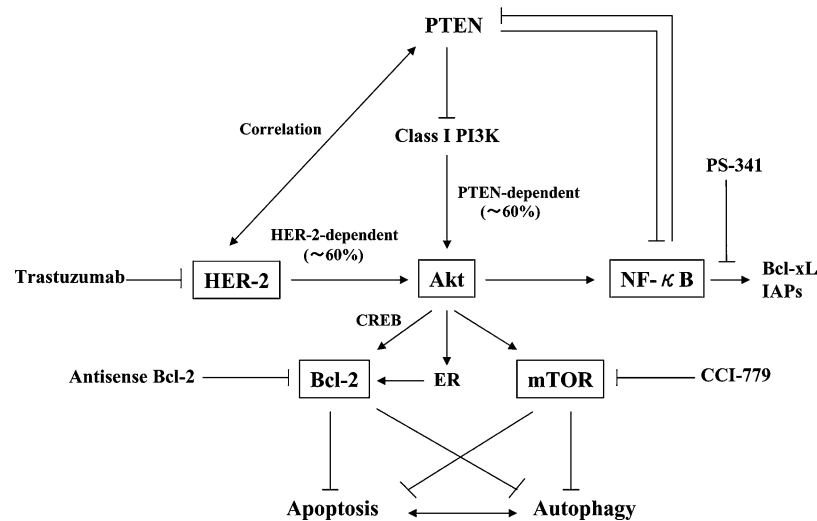 PTEN
Correlation
Class I PI3K
PS-341
PTEN-dependent
(～60%)
HER-2-dependent
(～60%)
Trastuzumab
HER-2
Akt
NF-κB
Bcl-xL
IAPs
CREB
Antisense Bcl-2
Bcl-2
ER
mTOR
CCI-779
Apoptosis
Autophagy